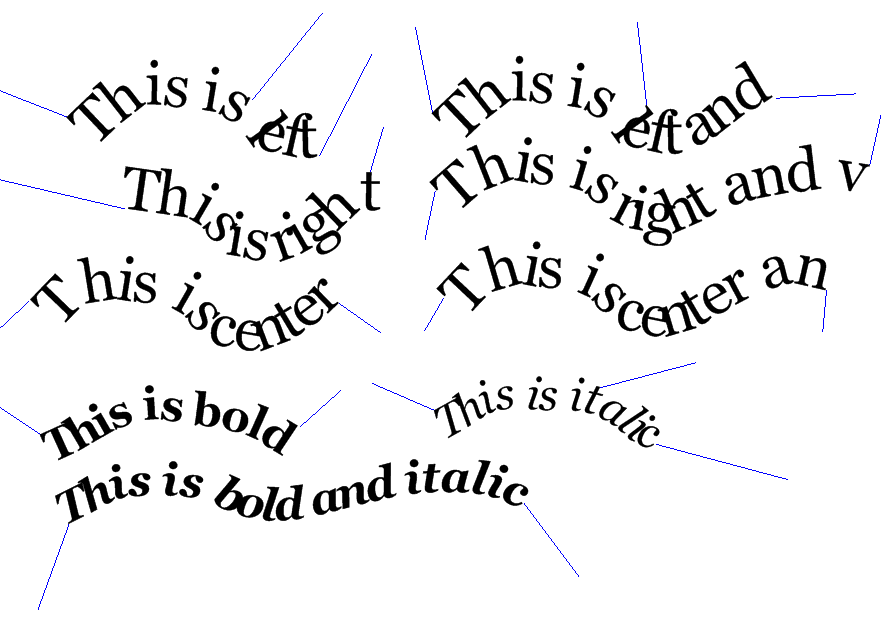 This is left
This is left and
This is right
This is right and v
This is center
This is center an
This is bold
This is italic
This is bold and italic